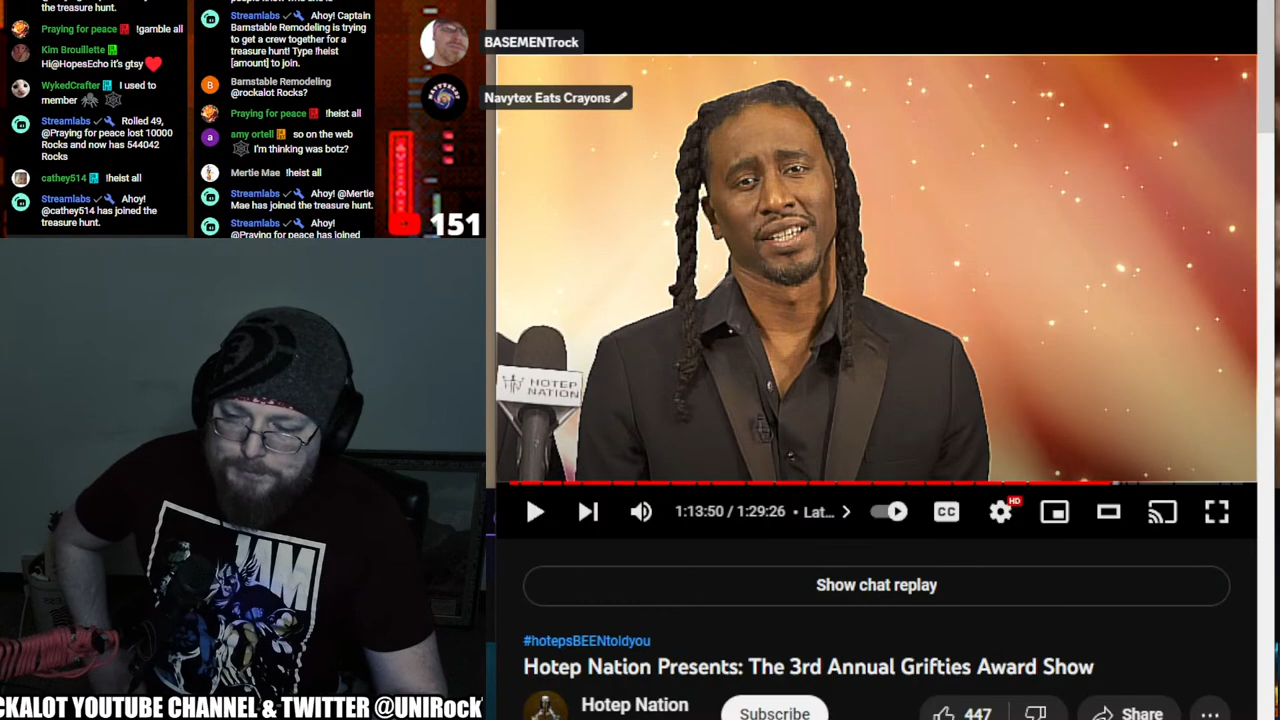 the treasure hunt.
Praying for peace !gamble all
Kim Brouillette
Hi@HopesEcho it's gtsy
WykedCrafter I used to
member
Streamlabs Rolled 49,
@Praying for peace lost 10000
Rocks and now has 544042
Rocks
cathey514 !heist all
Streamlabs Ahoy!
@cathey514 has joined the
treasure hunt.
Streamlabs Ahoy! Captain
Barnstable Remodeling is trying
to get a crew together for a
treasure hunt! Type !heist
[amount] to join.
Barnstable Remodeling
@rockalot Rocks?
Praying for peace !heist all
amy ortell so on the web
I'm thinking was botz?
Mertie Mae !heist all
Streamlabs Ahoy! @Mertie
Mae has joined the treasure hunt.
Streamlabs Ahoy!
@Praying for peace has joined
151
BASEMENTrock
Navytex Eats Crayons
HOTEP
NATION
JAM
1:13:50 / 1:29:26 • Lat...
CC
HD
Show chat replay
#hotepsBEENtoldyou
Hotep Nation Presents: The 3rd Annual Grifties Award Show
Hotep Nation
Subscribe
447
Share
CKALOT YOUTUBE CHANNEL & TWITTER @UNIRock